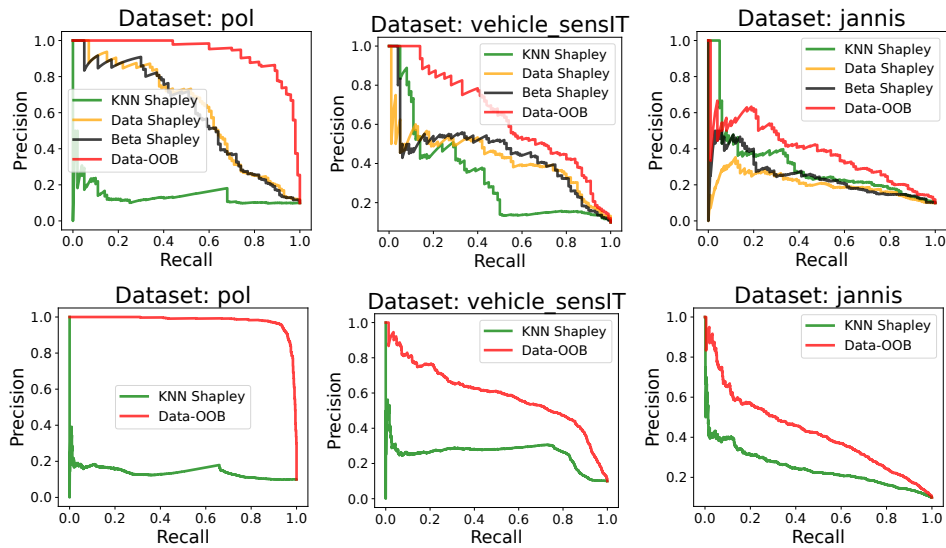 Dataset: pol
Precision
1.0
0.8
0.6
0.4
0.2
0.0
KNN Shapley
Data Shapley
Beta Shapley
Data-OOB
0.0 0.2 0.4 0.6 0.8 1.0
Recall
Dataset: vehicle_sensIT
Precision
1.0
0.8
0.6
0.4
0.2
KNN Shapley
Data Shapley
Beta Shapley
Data-OOB
0.0 0.2 0.4 0.6 0.8 1.0
Recall
Dataset: jannis
Precision
1.0
0.8
0.6
0.4
0.2
0.0
KNN Shapley
Data Shapley
Beta Shapley
Data-OOB
0.0 0.2 0.4 0.6 0.8 1.0
Recall
Dataset: pol
Precision
1.0
0.8
0.6
0.4
0.2
0.0
KNN Shapley
Data-OOB
0.0 0.2 0.4 0.6 0.8 1.0
Recall
Dataset: vehicle_sensIT
Precision
1.0
0.8
0.6
0.4
0.2
0.0
KNN Shapley
Data-OOB
0.0 0.2 0.4 0.6 0.8 1.0
Recall
Dataset: jannis
Precision
1.0
0.8
0.6
0.4
0.2
KNN Shapley
Data-OOB
0.0 0.2 0.4 0.6 0.8 1.0
Recall